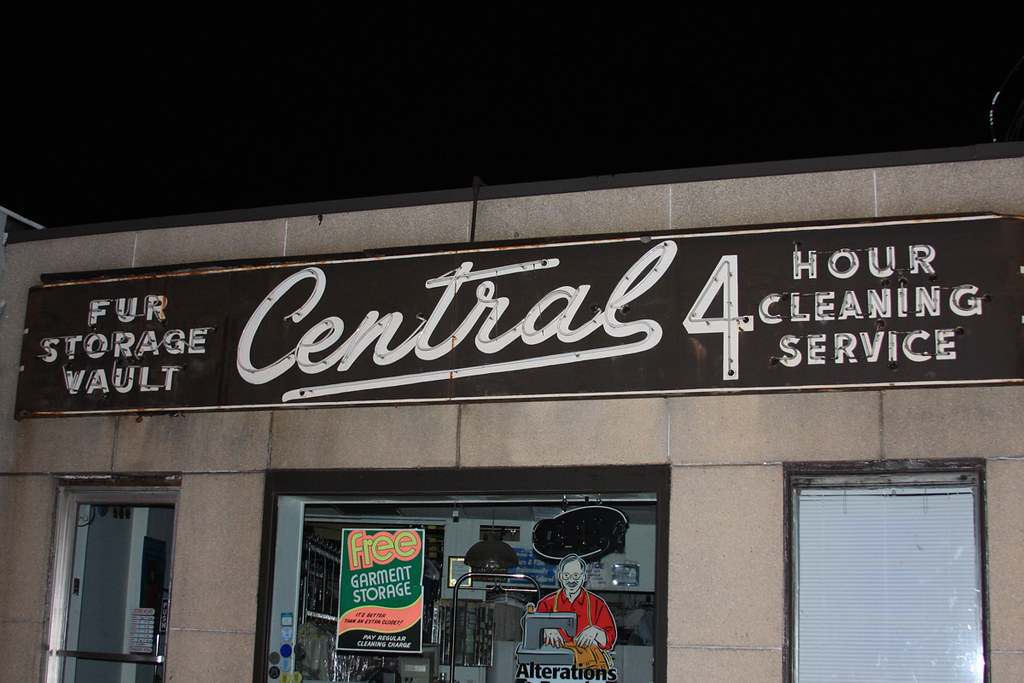 FUR
STORAGE
VAULT
Central
4
HOUR
CLEANING
SERVICE
Free
GARMENT
STORAGE
IT'S BETTER
THAN AN EXTRA CLOSET!
PAY REGULAR
CLEANING CHARGE
Alterations